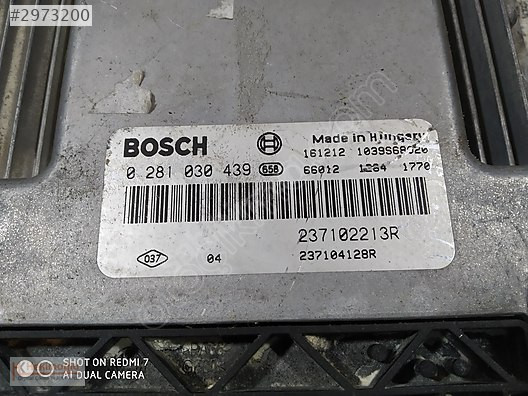 #2973200
BOSCH
Made in Hungary
161212
0 281 030 439 658 66012 1770
237102213R
037 04 237104128R
SHOT ON REDMI 7
AI DUAL CAMERA